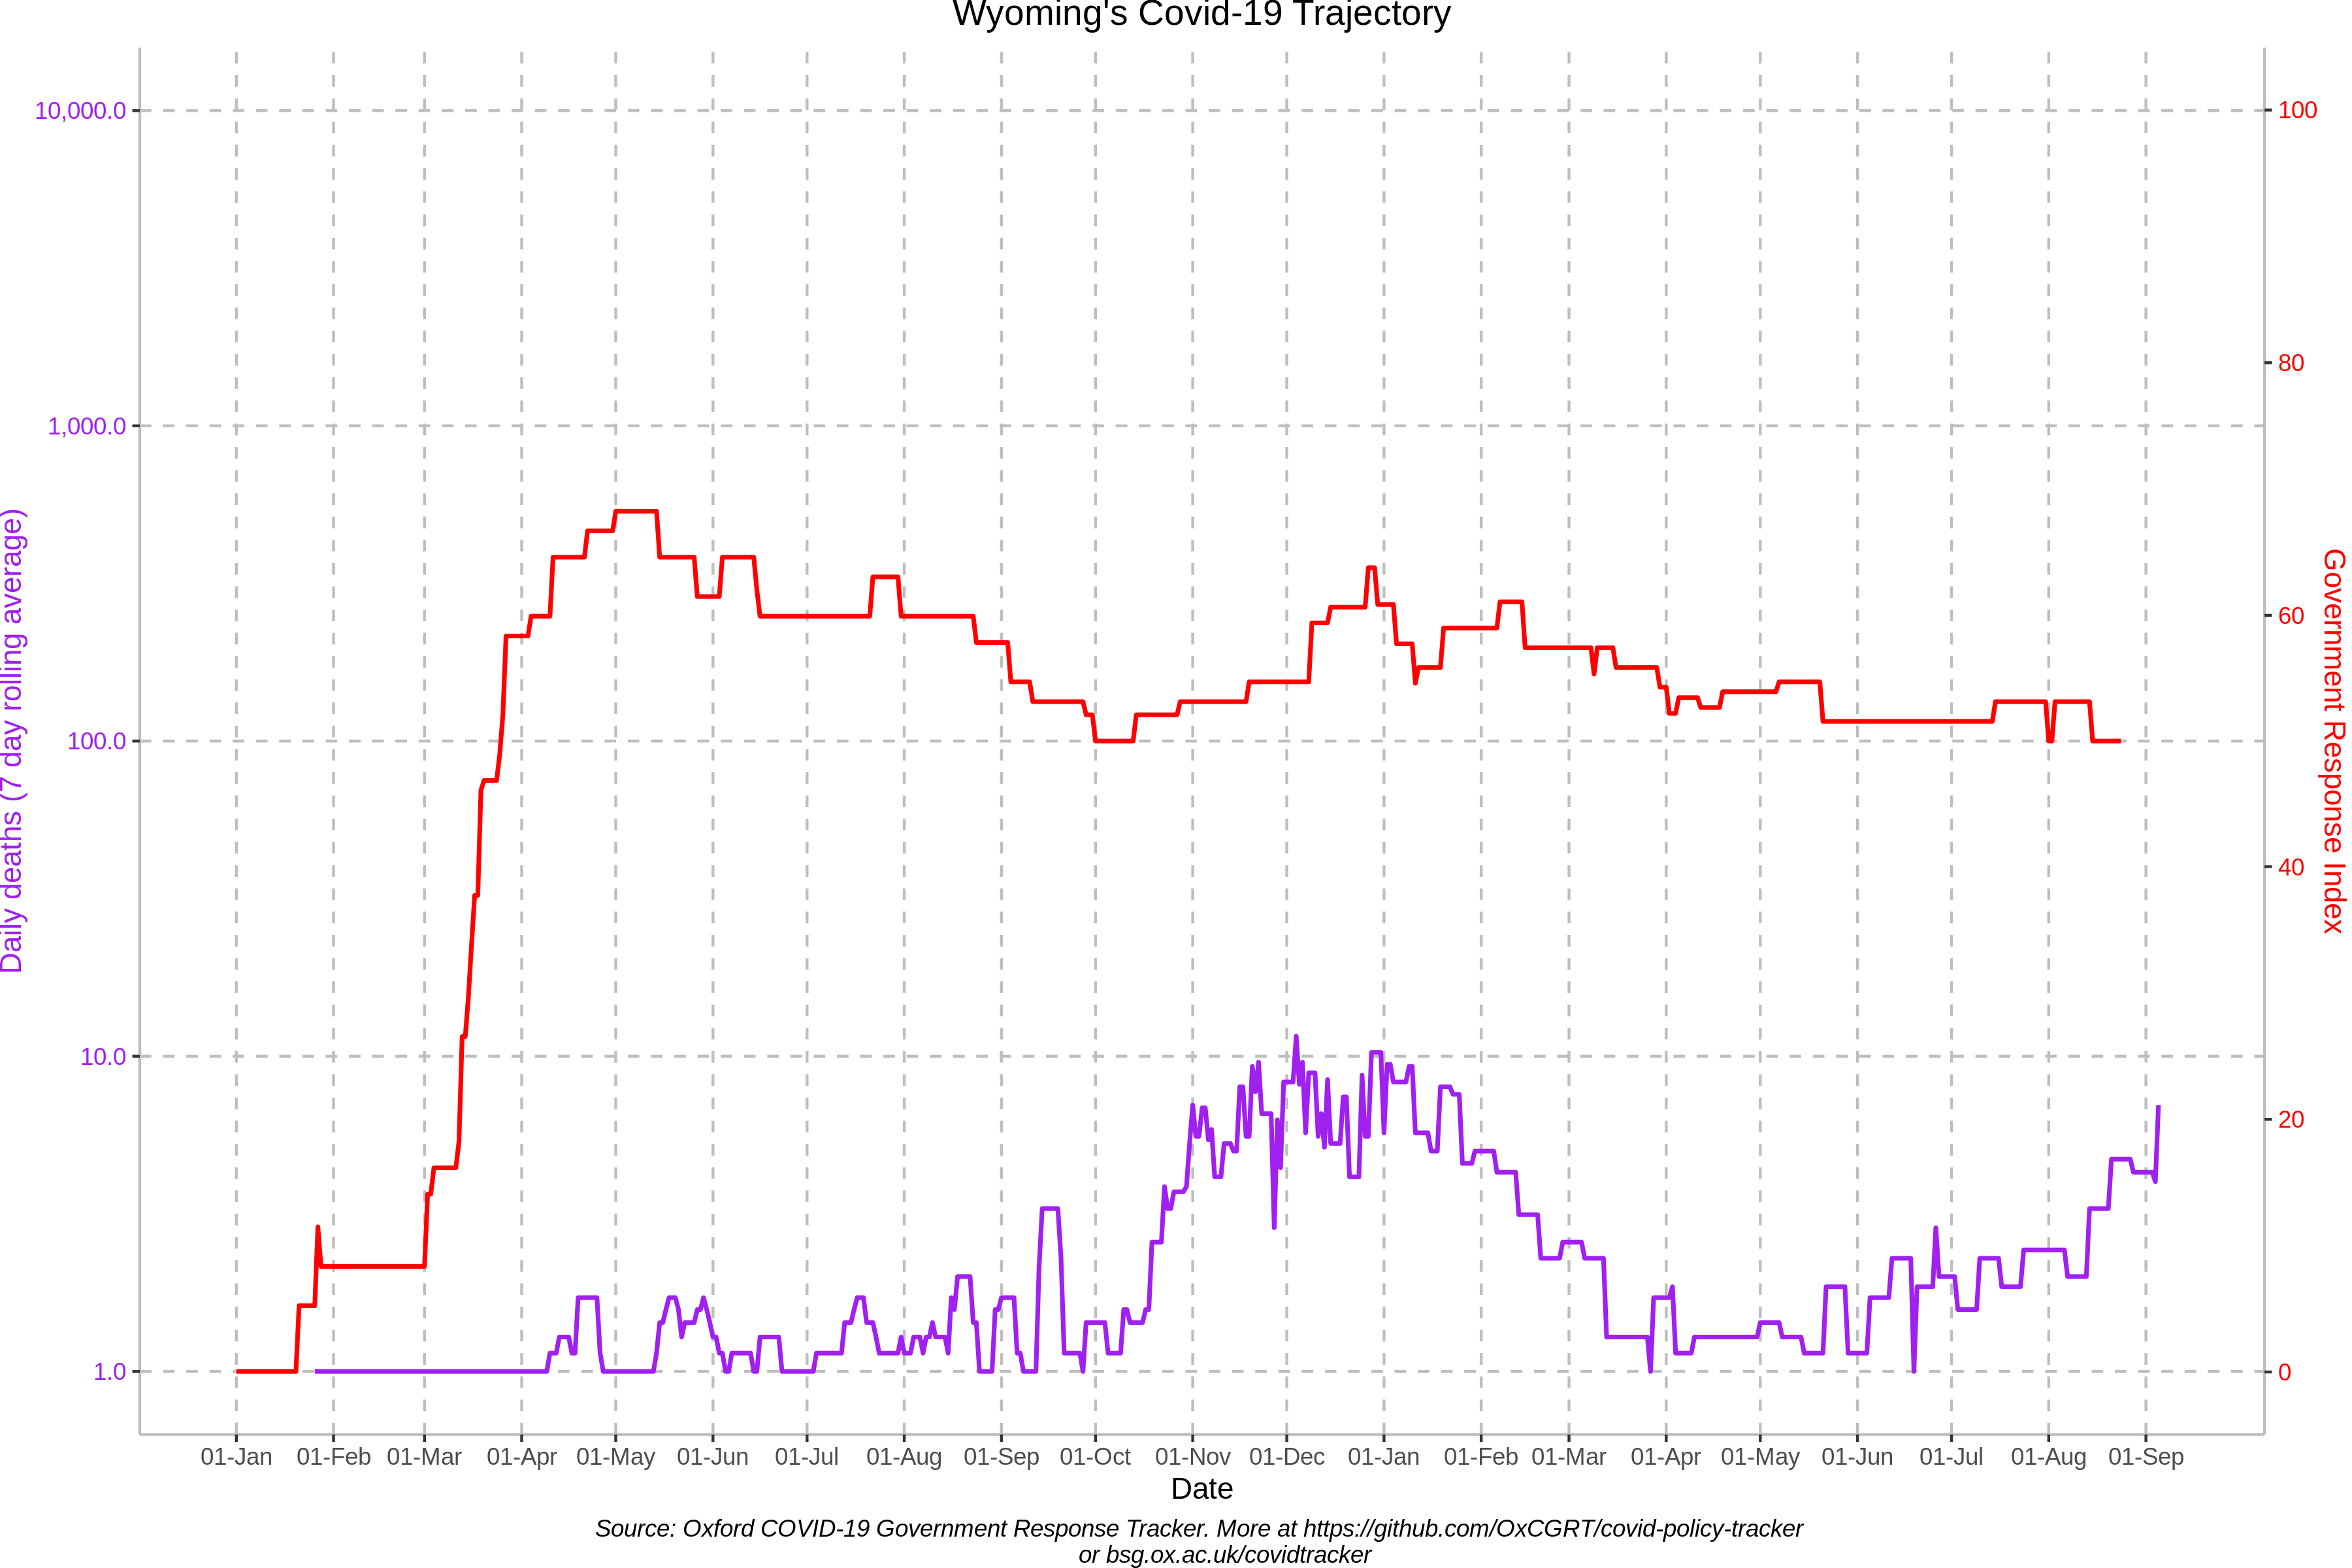 Wyoming's Covid-19 Trajectory
10,000.0
1,000.0
100.0
10.0
1.0
Daily deaths (7 day rolling average)
100
80
60
40
20
0
Government Response Index
01-Jan 01-Feb 01-Mar 01-Apr 01-May 01-Jun 01-Jul 01-Aug 01-Sep 01-Oct 01-Nov 01-Dec 01-Jan 01-Feb 01-Mar 01-Apr 01-May 01-Jun 01-Jul 01-Aug 01-Sep
Date
Source: Oxford COVID-19 Government Response Tracker. More at https://github.com/OxCGRT/covid-policy-tracker
or bsg.ox.ac.uk/covidtracker